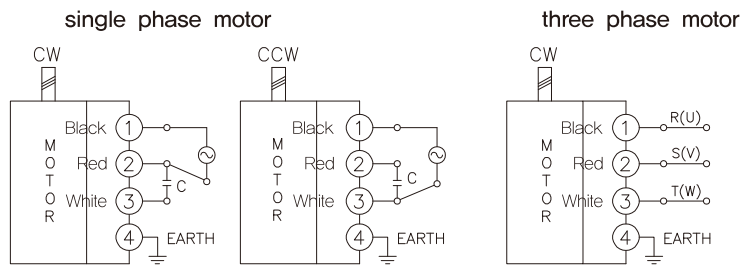 single phase motor
CW
MOTOR
Black 1
Red 2
C
White 3
4 EARTH
CCW
MOTOR
Black 1
Red 2
C
White 3
4 EARTH
three phase motor
CW
MOTOR
Black 1 R(U)
Red 2 S(V)
White 3 T(W)
4 EARTH